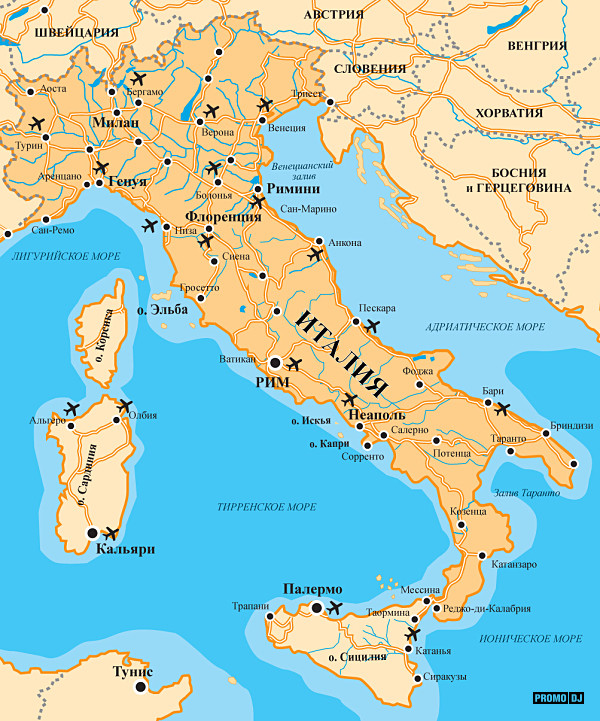 АВСТРИЯ
ШВЕЙЦАРИЯ
ВЕНГРИЯ
СЛОВЕНИЯ
Аоста
Бергамо
Триест
Милан
ХОРВАТИЯ
Верона
Венеция
Турин
Венецианский
залив
Аренцано
Генуя
БОСНИЯ
и ГЕРЦЕГОВИНА
Болонья
Римини
Сан-Марино
Флоренция
Сан-Ремо
Пиза
Анкона
ЛИГУРИЙСКОЕ МОРЕ
Сиена
Гросетто
о. Эльба
Пескара
ИТАЛИЯ
АДРИАТИЧЕСКОЕ МОРЕ
о. Корсика
Ватикан
РИМ
Фоджа
Бари
Неаполь
Альгеро
Олбия
о. Искья
Салерно
Бриндизи
о. Капри
Таранто
Сорренто
Потенца
о. Сардиния
Залив Таранто
ТИРРЕНСКОЕ МОРЕ
Козенца
Кальяри
Катанзаро
Палермо
Мессина
Трапани
Таормина
Реджо-ди-Калабрия
ИОНИЧЕСКОЕ МОРЕ
Катанья
о. Сицилия
Тунис
Сиракузы
PROMO DJ